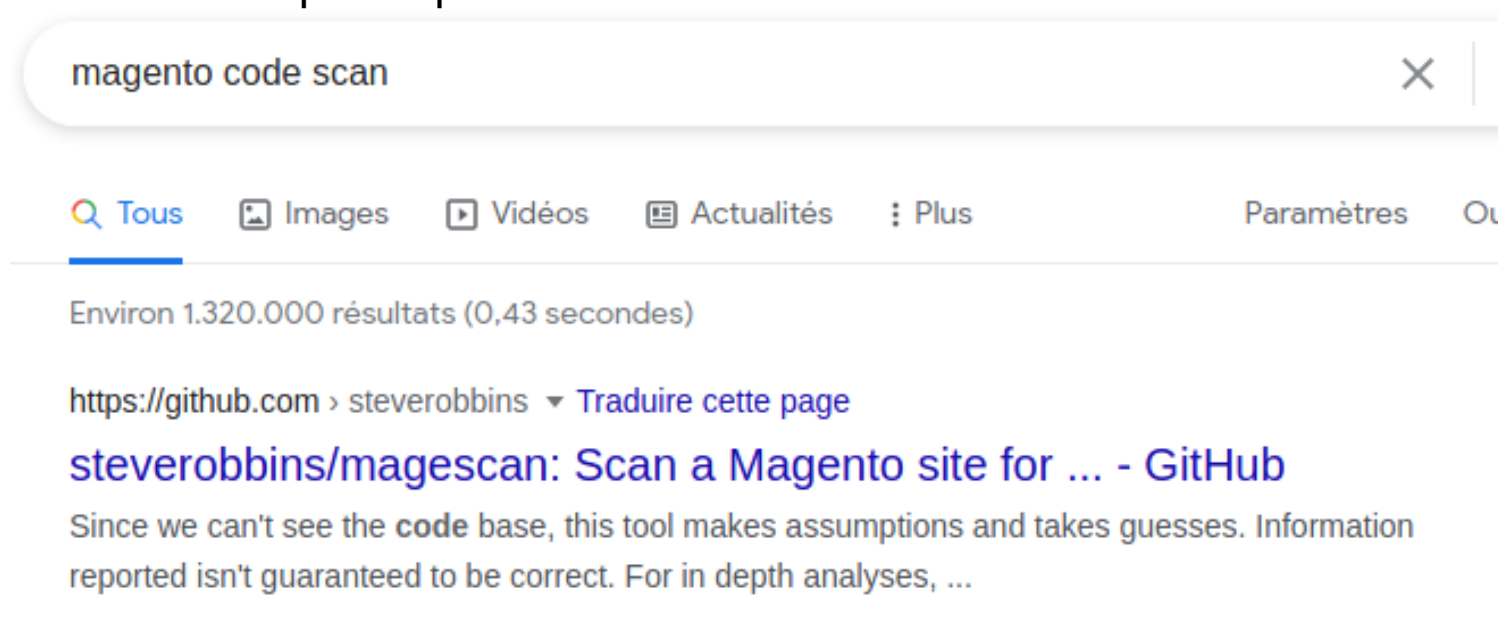 magento code scan
Tous Images Vidéos Actualités Plus Paramètres
Environ 1.320.000 résultats (0,43 secondes)
https://github.com › steverobbins ▾ Traduire cette page
steverobbins/magescan: Scan a Magento site for ... - GitHub
Since we can't see the code base, this tool makes assumptions and takes guesses. Information
reported isn't guaranteed to be correct. For in depth analyses, ...